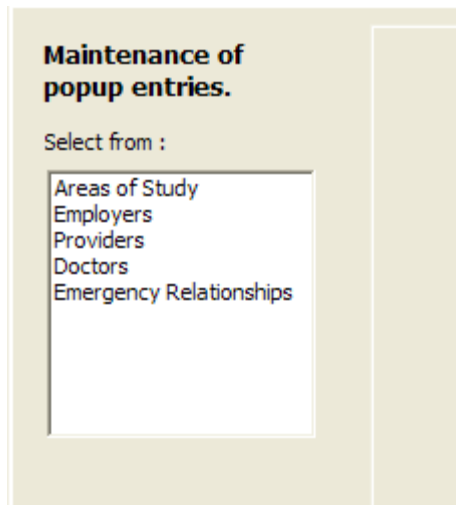 Maintenance of
popup entries.
Select from :
Areas of Study
Employers
Providers
Doctors
Emergency Relationships